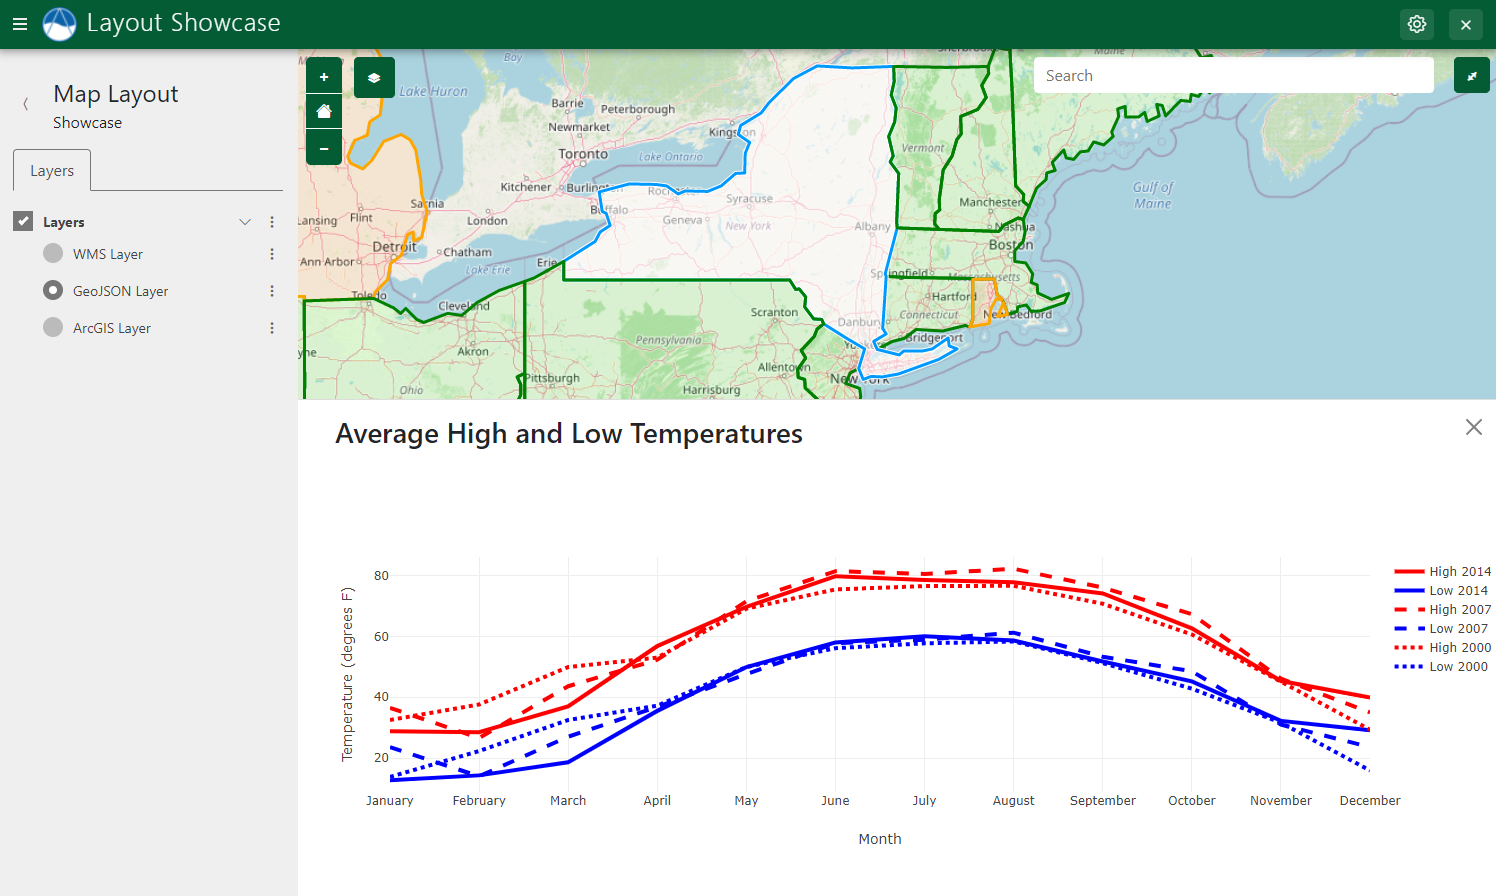 Layout Showcase
Map Layout
Showcase
Layers
Layers
WMS Layer
GeoJSON Layer
ArcGIS Layer
+
−
Search
Bay
Maine
Lake Huron
Barrie
Peterborough
Newmarket
Kingston
Toronto
Lake Ontario
Vermont
Kitchener
Burlington
Rochester
Syracuse
Gulf of
Maine
Sarnia
Buffalo
Manchester
Lansing
Flint
London
Geneva
New York
Albany
Nashua
Detroit
Chatham
Boston
Ann Arbor
Lake Erie
Erie
Springfield
Massachusetts
Toledo
Cleveland
Hartford
Scranton
Connecticut
New Bedford
Danbury
Pennsylvania
Bridgeport
Akron
Allentown
Pittsburgh
New York
Ohio
Harrisburg
Average High and Low Temperatures
80
60
40
20
Temperature (degrees F)
January February March April May June July August September October November December
Month
High 2014
Low 2014
High 2007
Low 2007
High 2000
Low 2000